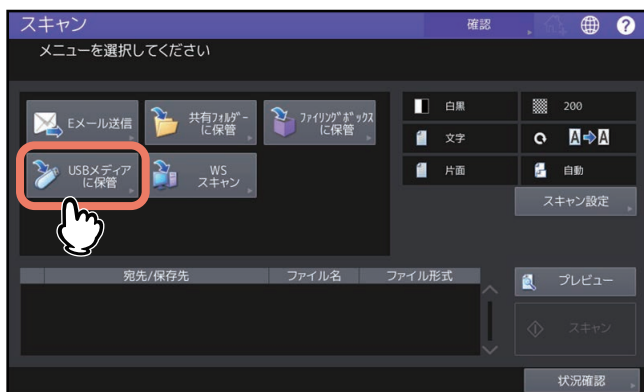 スキャン
確認
?
メニューを選択してください
Eメール送信
共有フォルダー
に保管
ファイリングボックス
に保管
USBメディア
に保管
WS
スキャン
白黒
200
文字
A A
片面
自動
スキャン設定
宛先/保存先 ファイル名 ファイル形式
プレビュー
スキャン
状況確認